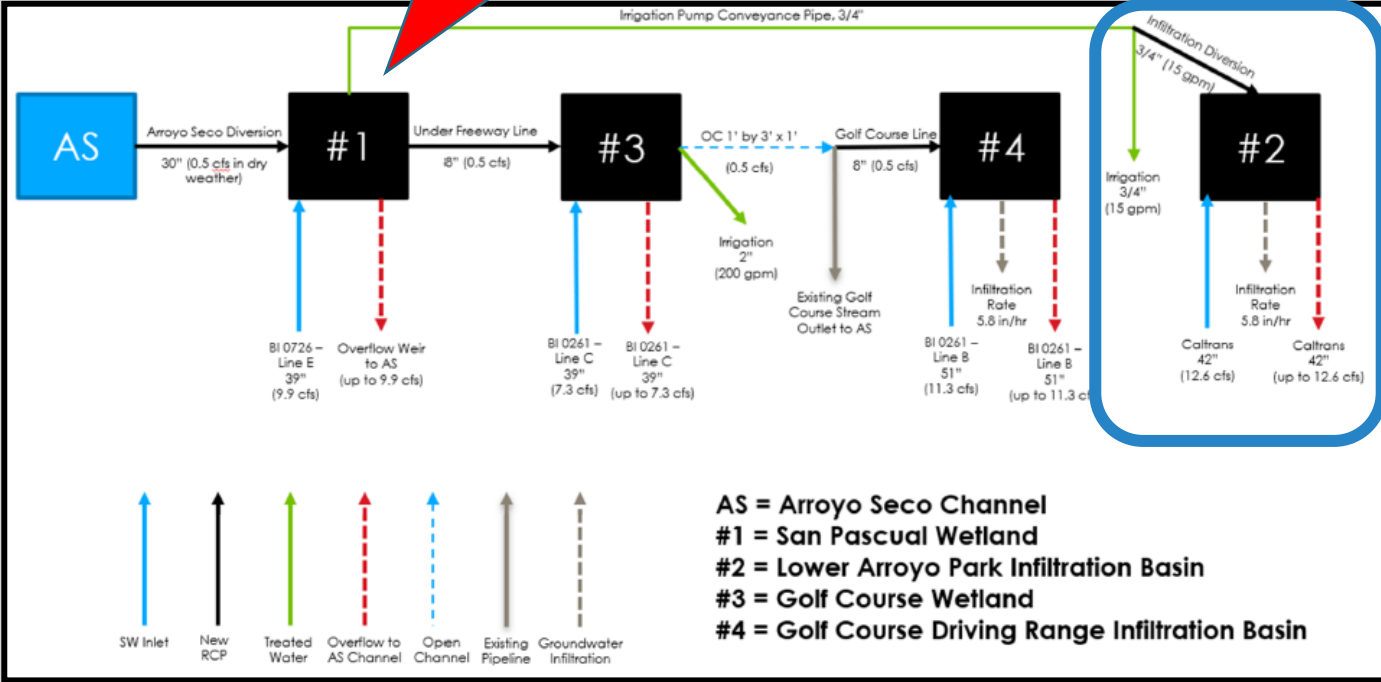 Irrigation Pump Conveyance Pipe, 3/4"
Infiltration Diversion
3/4" (15 gpm)
AS
Arroyo Seco Diversion
30" (0.5 cfs in dry
weather)
#1
Under Freeway Line
8" (0.5 cfs)
#3
OC 1' by 3' x 1'
(0.5 cfs)
Golf Course Line
8" (0.5 cfs)
#4
#2
Irrigation
3/4"
(15 gpm)
Irrigation
2"
(200 gpm)
Existing Golf
Course Stream
Outlet to AS
BI 0726 –
Line E
39"
(9.9 cfs)
Overflow Weir
to AS
(up to 9.9 cfs)
BI 0261 –
Line C
39"
(7.3 cfs)
BI 0261 –
Line C
39"
(up to 7.3 cfs)
BI 0261 –
Line B
51"
(11.3 cfs)
Infiltration
Rate
5.8 in/hr
BI 0261 –
Line B
51"
(up to 11.3 cf
Caltrans
42"
(12.6 cfs)
Infiltration
Rate
5.8 in/hr
Caltrans
42"
(up to 12.6 cfs)
SW Inlet
New
RCP
Treated
Water
Overflow to
AS Channel
Open
Channel
Existing
Pipeline
Groundwater
Infiltration
AS = Arroyo Seco Channel
#1 = San Pascual Wetland
#2 = Lower Arroyo Park Infiltration Basin
#3 = Golf Course Wetland
#4 = Golf Course Driving Range Infiltration Basin